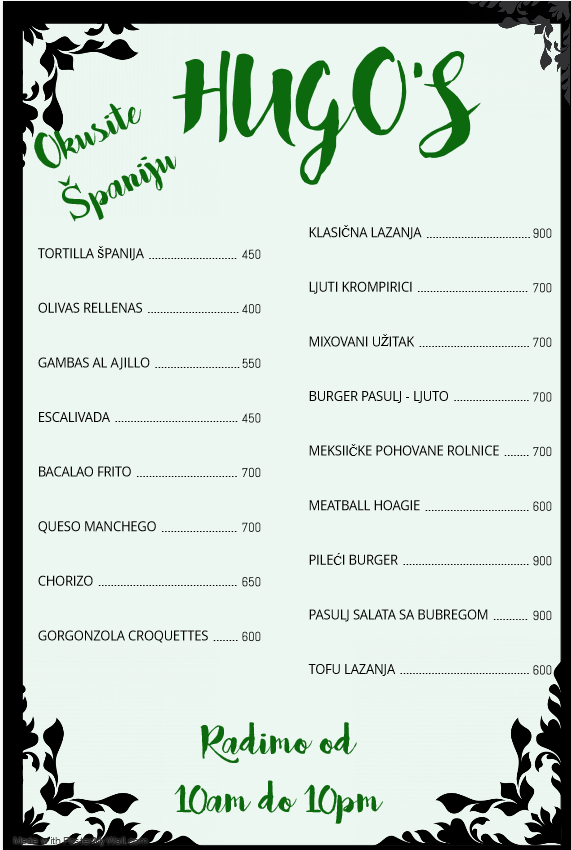 HUGO'S
Okusite
Španiju
TORTILLA ŠPANIJA 450
OLIVAS RELLENAS 400
GAMBAS AL AJILLO 550
ESCALIVADA 450
BACALAO FRITO 700
QUESO MANCHEGO 700
CHORIZO 650
GORGONZOLA CROQUETTES 600
KLASIČNA LAZANJA 900
LJUTI KROMPIRICI 700
MIXOVANI UŽITAK 700
BURGER PASULJ - LJUTO 700
MEKSIIČKE POHOVANE ROLNICE 700
MEATBALL HOAGIE 600
PILEĆI BURGER 900
PASULJ SALATA SA BUBREGOM 900
TOFU LAZANJA 600
Radimo od
10am do 10pm
Made with